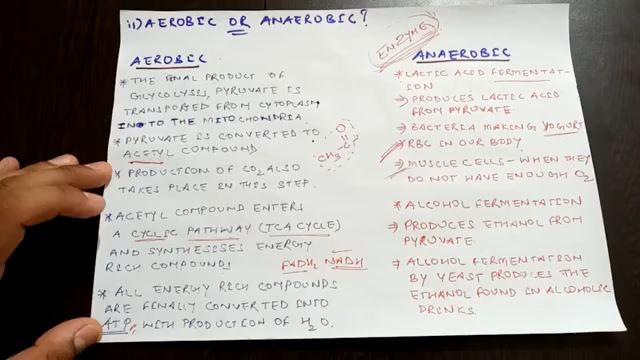 ii) AEROBIC OR ANAEROBIC?
ENZYME
AEROBIC
* THE FINAL PRODUCT OF
GLYCOLYSIS, PYRUVATE IS
TRANSPORTED FROM CYTOPLASM
INTO THE MITOCHONDRIA
* PYRUVATE IS CONVERTED TO
ACETYL COMPOUND
O
CH3
* PRODUCTION OF CO2 ALSO
TAKES PLACE IN THIS STEP.
* ACETYL COMPOUND ENTERS
A CYCLIC PATHWAY (TCA CYCLE)
AND SYNTHESISES ENERGY
RICH COMPOUND!
FADH2 NADH
* ALL ENERGY RICH COMPOUNDS
ARE FINALLY CONVERTED INTO
ATP, WITH PRODUCTION OF H2O.
ANAEROBIC
* LACTIC ACID FERMENTAT-
ION
⇒ PRODUCES LACTIC ACID
FROM PYRUVATE
⇒ BACTERIA MAKING YOGURT
⇒ RBC IN OUR BODY
⇒ MUSCLE CELLS - WHEN THEY
DO NOT HAVE ENOUGH O2
* ALCOHOL FERMENTATION
⇒ PRODUCES ETHANOL FROM
PYRUVATE
⇒ ALCOHOL FERMENTATION
BY YEAST PRODUCES THE
ETHANOL FOUND IN ALCOHOLIC
DRINKS